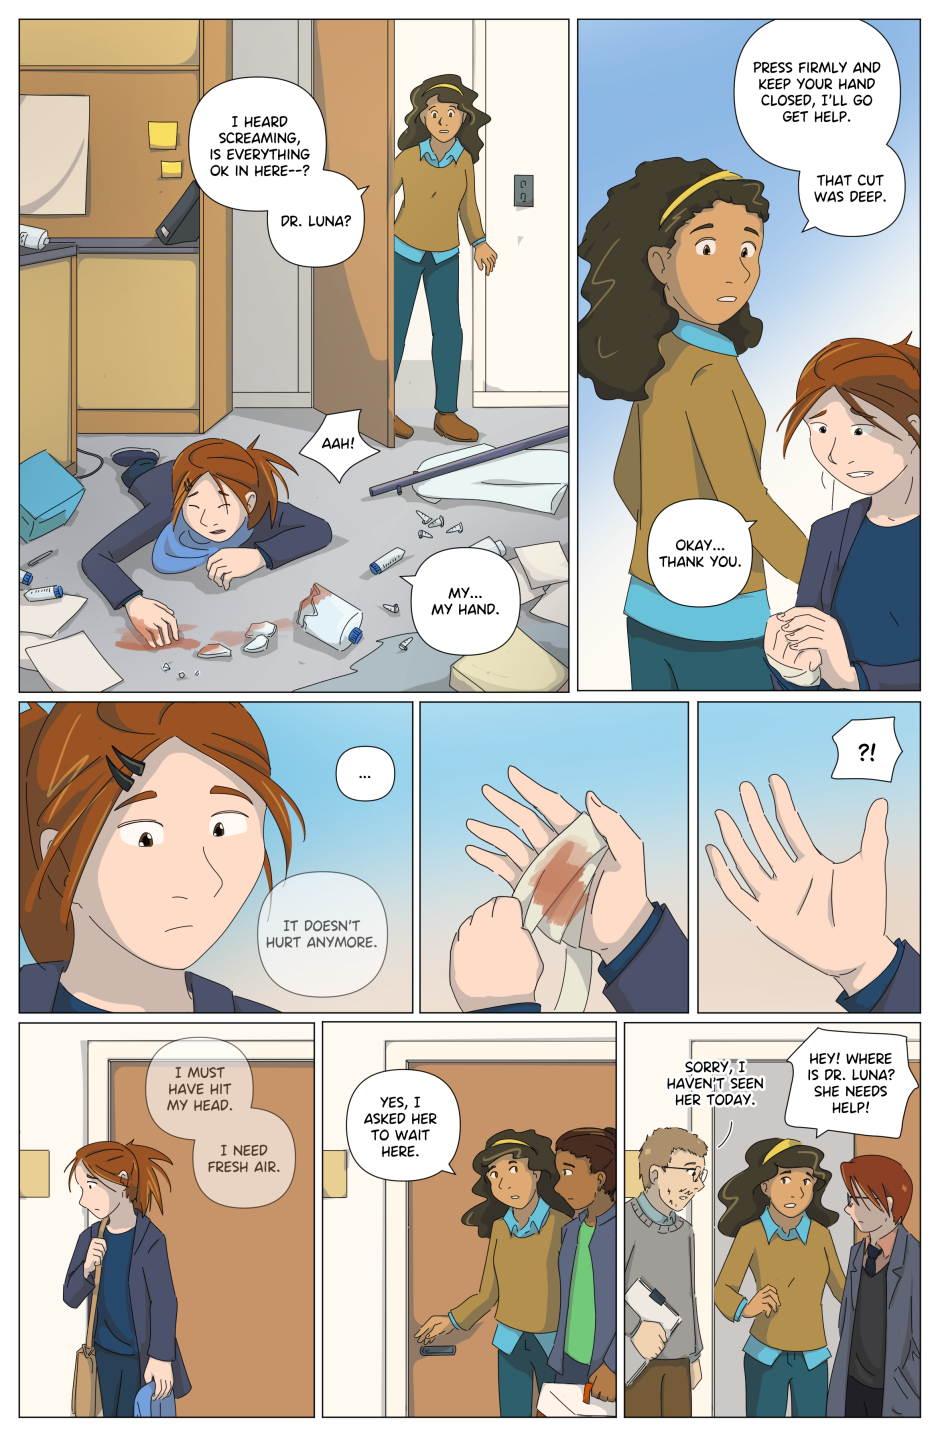 I HEARD
SCREAMING,
IS EVERYTHING
OK IN HERE--?
DR. LUNA?
AAH!
MY...
MY HAND.
PRESS FIRMLY AND
KEEP YOUR HAND
CLOSED, I'LL GO
GET HELP.
THAT CUT
WAS DEEP.
OKAY...
THANK YOU.
...
IT DOESN'T
HURT ANYMORE.
?!
I MUST
HAVE HIT
MY HEAD.
I NEED
FRESH AIR.
YES, I
ASKED HER
TO WAIT
HERE.
HEY! WHERE
IS DR. LUNA?
SHE NEEDS
HELP!
SORRY, I
HAVEN'T SEEN
HER TODAY.